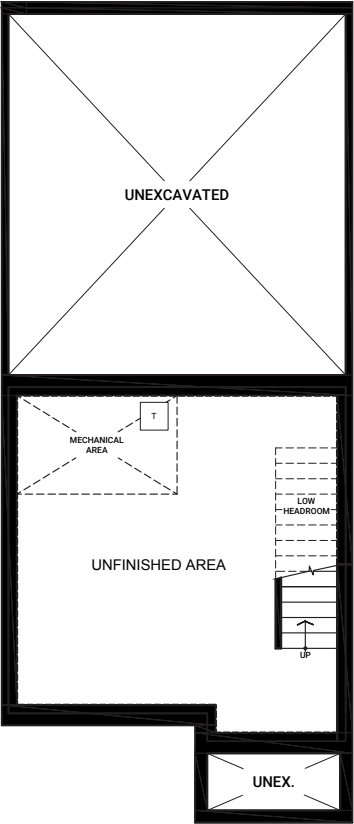 UNEXCAVATED
T
MECHANICAL
AREA
LOW
HEADROOM
UNFINISHED AREA
UP
UNEX.